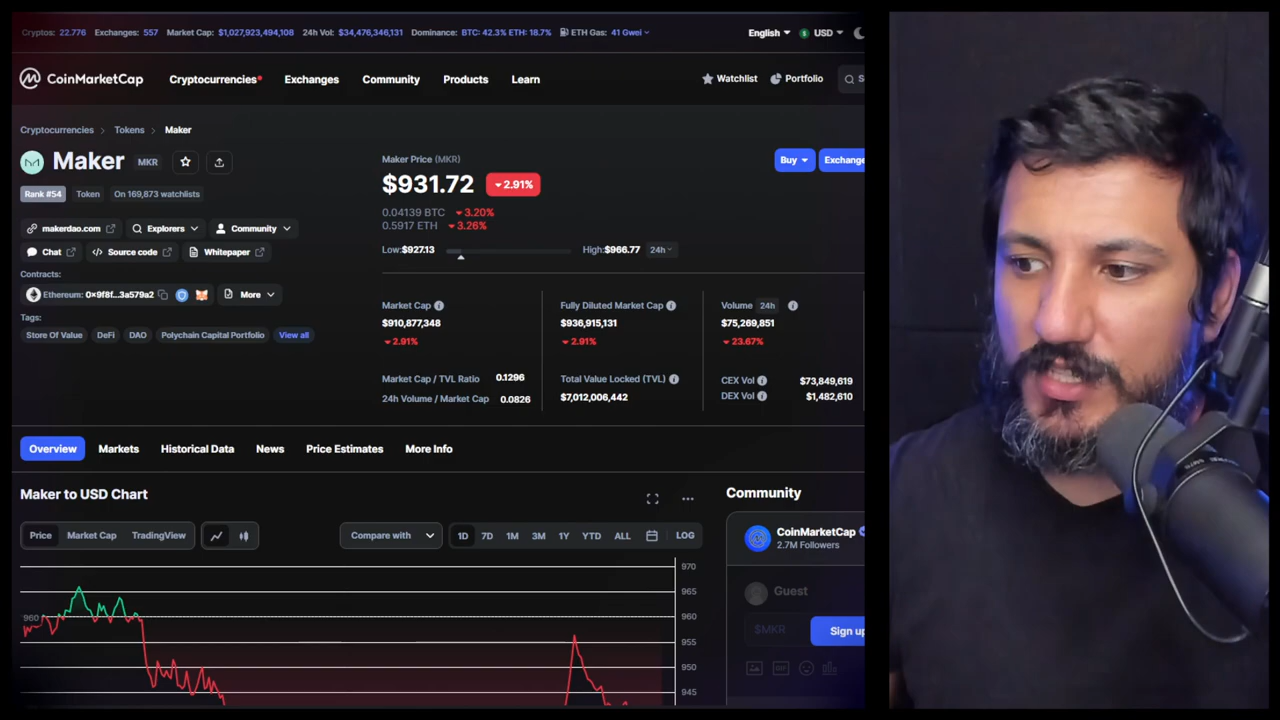 Cryptos: 22.776 Exchanges: 557 Market Cap: $1,027,923,494,108 24h Vol: $34,476,346,131 Dominance: BTC: 42.3% ETH: 18.7% ETH Gas: 41 Gwei English USD
CoinMarketCap Cryptocurrencies Exchanges Community Products Learn Watchlist Portfolio
Cryptocurrencies > Tokens > Maker
Maker MKR
Rank #54 Token On 169,873 watchlists
makerdao.com Explorers Community
Chat Source code Whitepaper
Contracts:
Ethereum: 0x9f8f...3a579a2 More
Tags:
Store Of Value DeFi DAO Polychain Capital Portfolio View all
Maker Price (MKR)
$931.72 2.91%
0.04139 BTC 3.20%
0.5917 ETH 3.26%
Low:$927.13 High:$966.77 24h
Buy Exchange
Market Cap
$910,877,348
2.91%
Market Cap / TVL Ratio 0.1296
24h Volume / Market Cap 0.0826
Fully Diluted Market Cap
$936,915,131
2.91%
Total Value Locked (TVL)
$7,012,006,442
Volume 24h
$75,269,851
23.67%
CEX Vol $73,849,619
DEX Vol $1,482,610
Overview Markets Historical Data News Price Estimates More Info
Maker to USD Chart
Price Market Cap TradingView Compare with 1D 7D 1M 3M 1Y YTD ALL LOG
970
965
960
960
955
950
945
Community
CoinMarketCap
2.7M Followers
Guest
$MKR Sign up
GIF